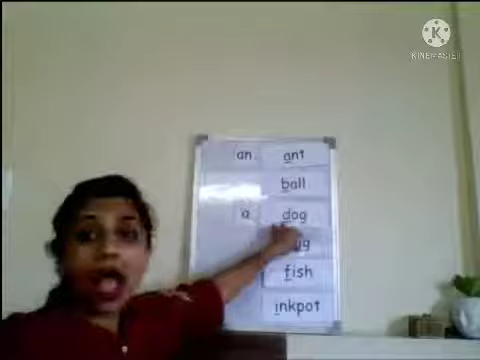 KINEMASTER
an ant
ball
a dog
fish
inkpot